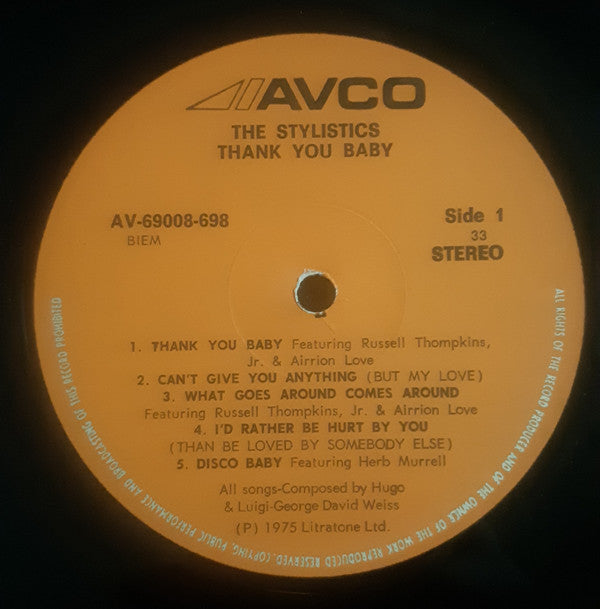 AVCO
THE STYLISTICS
THANK YOU BABY
AV-69008-698
BIEM
Side 1
33
STEREO
1. THANK YOU BABY Featuring Russell Thompkins,
Jr. & Airrion Love
2. CAN'T GIVE YOU ANYTHING (BUT MY LOVE)
3. WHAT GOES AROUND COMES AROUND
Featuring Russell Thompkins, Jr. & Airrion Love
4. I'D RATHER BE HURT BY YOU
(THAN BE LOVED BY SOMEBODY ELSE)
5. DISCO BABY Featuring Herb Murrell
All songs-Composed by Hugo
& Luigi-George David Weiss
(P) 1975 Litratone Ltd.
ALL RIGHTS OF THE RECORD PRODUCER AND OF THE OWNER OF THE WORK REPRODUCED RESERVED. COPYING, PUBLIC PERFORMANCE AND BROADCASTING OF THIS RECORD PROHIBITED